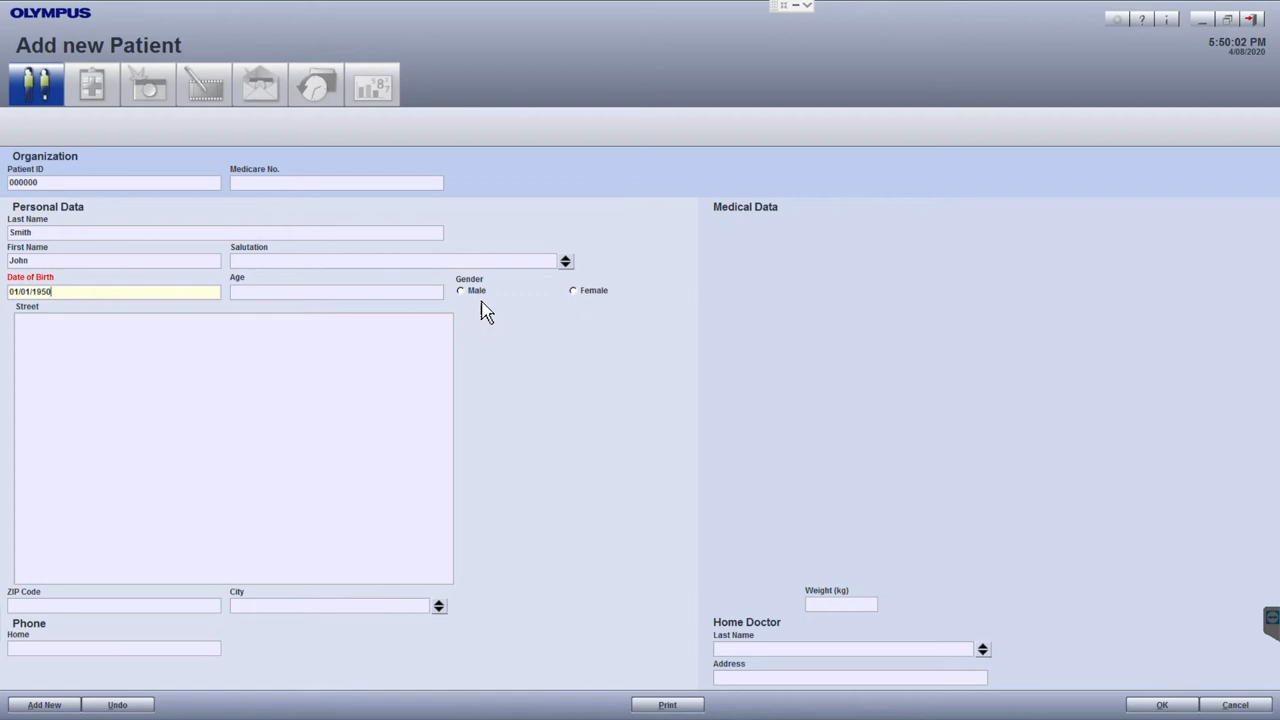 OLYMPUS
Add new Patient
5:50:02 PM
4/08/2020
Organization
Patient ID
Medicare No.
000000
Personal Data
Medical Data
Last Name
Smith
First Name
Salutation
John
Date of Birth
Age
Gender
01/01/1950
Male
Female
Street
ZIP Code
City
Weight (kg)
Phone
Home Doctor
Home
Last Name
Address
Add New
Undo
Print
OK
Cancel